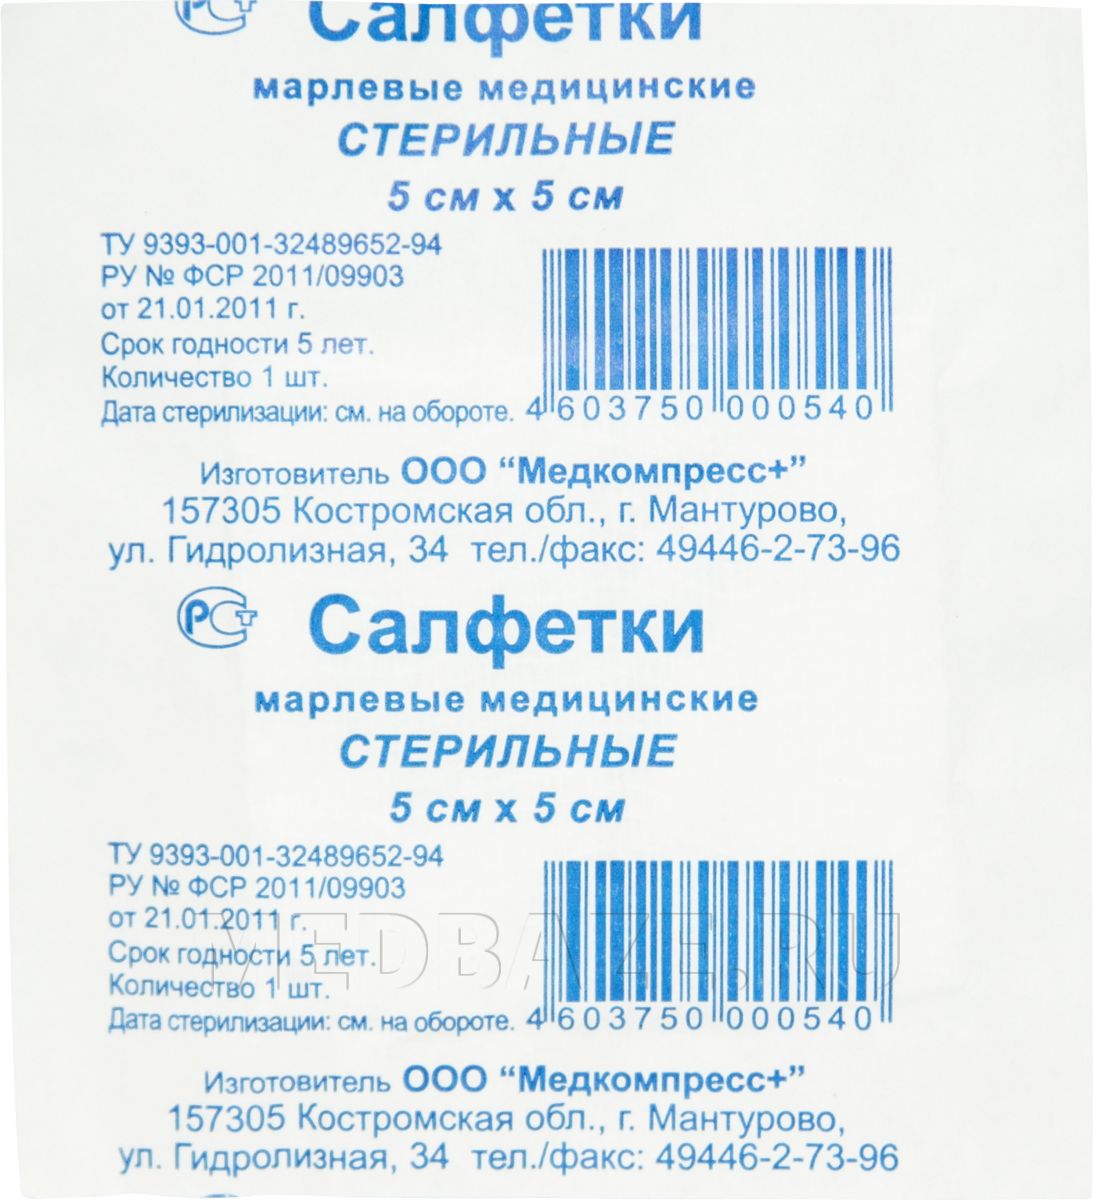 РСТ Салфетки
марлевые медицинские
СТЕРИЛЬНЫЕ
5 см х 5 см
ТУ 9393-001-32489652-94
РУ № ФСР 2011/09903
от 21.01.2011 г.
Срок годности 5 лет.
Количество 1 шт.
Дата стерилизации: см. на обороте.
4 603750 000540
Изготовитель ООО “Медкомпресс+”
157305 Костромская обл., г. Мантурово,
ул. Гидролизная, 34 тел./факс: 49446-2-73-96
РСТ Салфетки
марлевые медицинские
СТЕРИЛЬНЫЕ
5 см х 5 см
ТУ 9393-001-32489652-94
РУ № ФСР 2011/09903
от 21.01.2011 г.
MEDBAZE.RU
Срок годности 5 лет.
Количество 1 шт.
Дата стерилизации: см. на обороте.
4 603750 000540
Изготовитель ООО “Медкомпресс+”
157305 Костромская обл., г. Мантурово,
ул. Гидролизная, 34 тел./факс: 49446-2-73-96